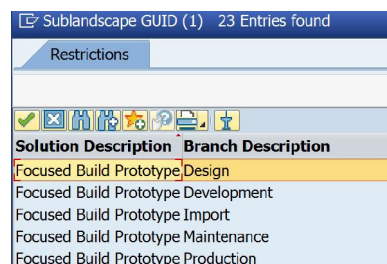 Sublandscape GUID (1) 23 Entries found
Restrictions
Solution Description Branch Description
Focused Build Prototype Design
Focused Build Prototype Development
Focused Build Prototype Import
Focused Build Prototype Maintenance
Focused Build Prototype Production